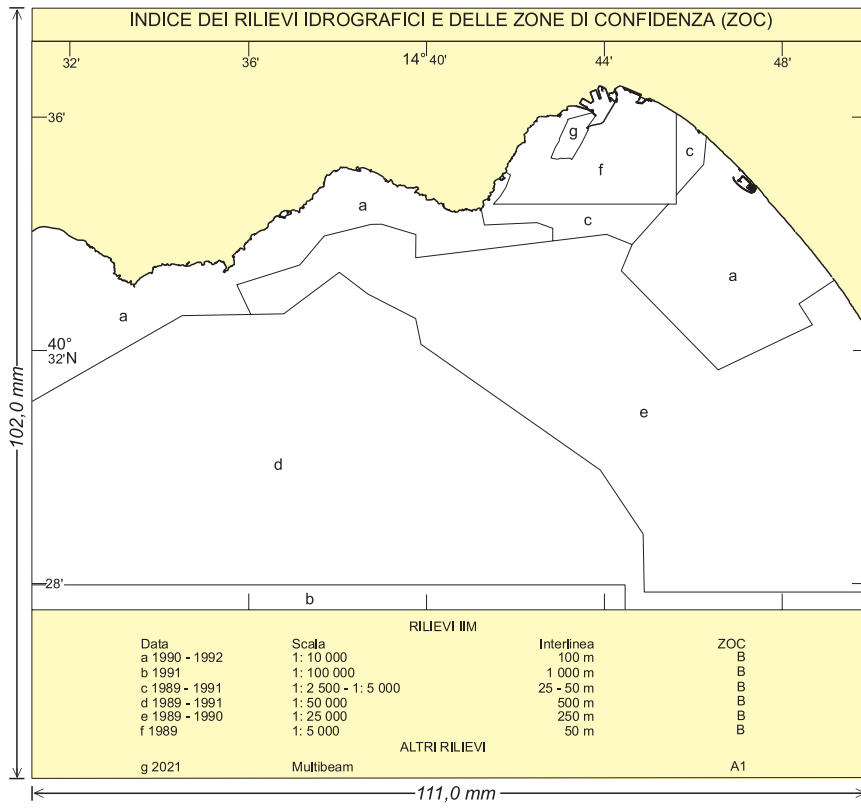 INDICE DEI RILIEVI IDROGRAFICI E DELLE ZONE DI CONFIDENZA (ZOC)
32' 36' 14° 40' 44' 48'
36'
g
c
f
a
c
a
a
40°
32'N
e
d
28'
b
102,0 mm
RILIEVI IIM
Data Scala Interlinea ZOC
a 1990 - 1992 1: 10 000 100 m B
b 1991 1: 100 000 1 000 m B
c 1989 - 1991 1: 2 500 - 1: 5 000 25 - 50 m B
d 1989 - 1991 1: 50 000 500 m B
e 1989 - 1990 1: 25 000 250 m B
f 1989 1: 5 000 50 m B
ALTRI RILIEVI
g 2021 Multibeam A1
111,0 mm